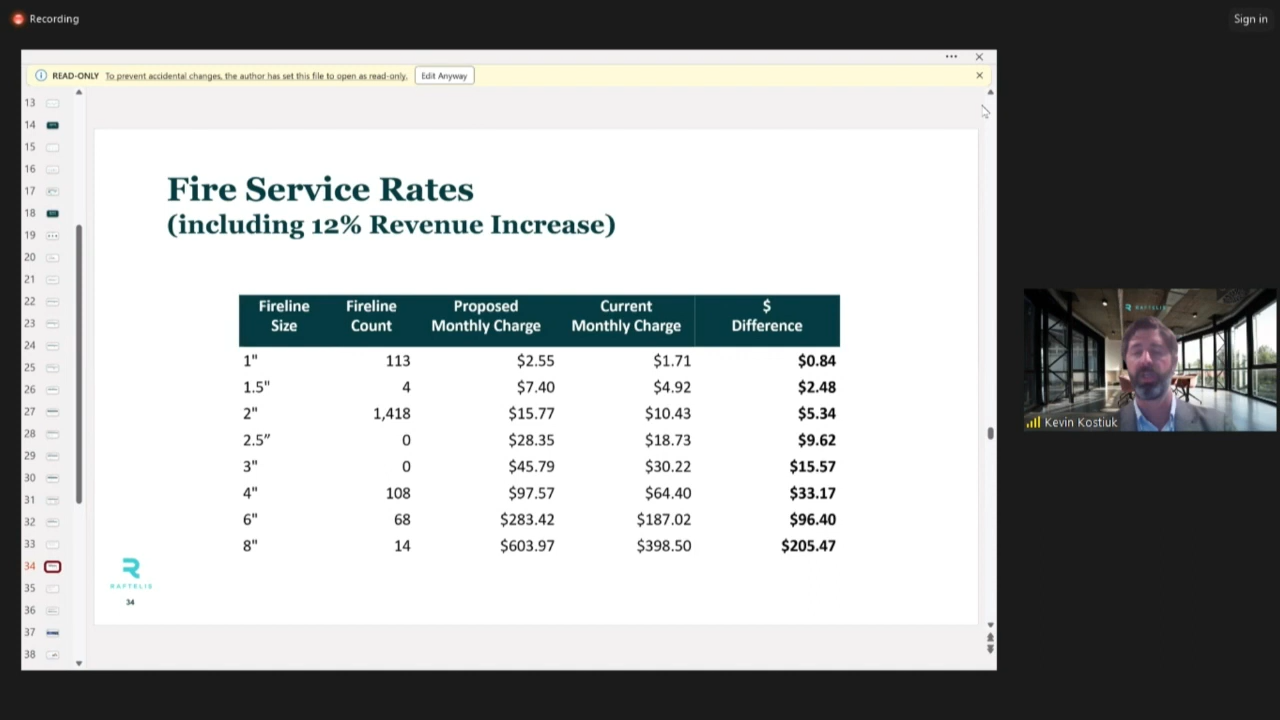 Recording
Sign in
READ-ONLY To prevent accidental changes, the author has set this file to open as read-only. Edit Anyway
13
14
15
16
17
18
19
20
21
22
23
24
25
26
27
28
29
30
31
32
33
34
35
36
37
38
Fire Service Rates
(including 12% Revenue Increase)
Fireline Size Fireline Count Proposed Monthly Charge Current Monthly Charge $ Difference
1" 113 $2.55 $1.71 $0.84
1.5" 4 $7.40 $4.92 $2.48
2" 1,418 $15.77 $10.43 $5.34
2.5” 0 $28.35 $18.73 $9.62
3" 0 $45.79 $30.22 $15.57
4" 108 $97.57 $64.40 $33.17
6" 68 $283.42 $187.02 $96.40
8" 14 $603.97 $398.50 $205.47
RAFTELIS
34
RAFTELIS
Kevin Kostiuk